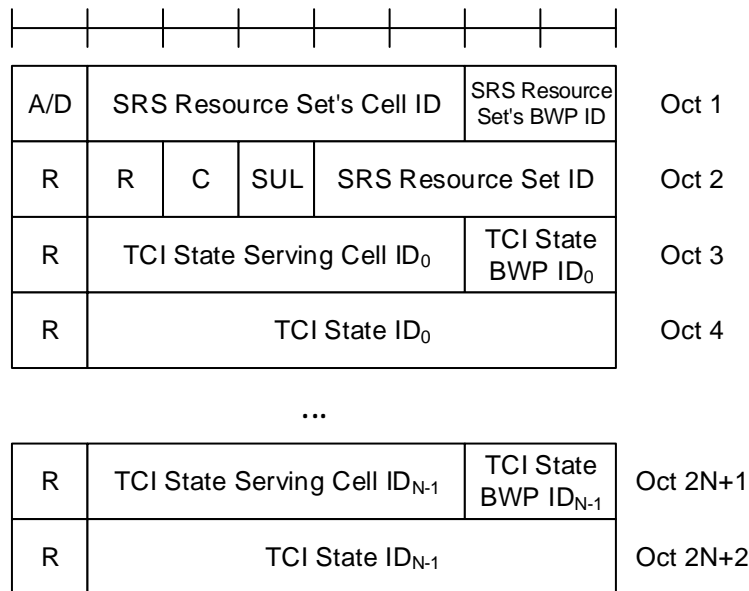 A/D SRS Resource Set's Cell ID SRS Resource Set's BWP ID Oct 1
R R C SUL SRS Resource Set ID Oct 2
R TCI State Serving Cell ID0 TCI State BWP ID0 Oct 3
R TCI State ID0 Oct 4
...
R TCI State Serving Cell IDN-1 TCI State BWP IDN-1 Oct 2N+1
R TCI State IDN-1 Oct 2N+2